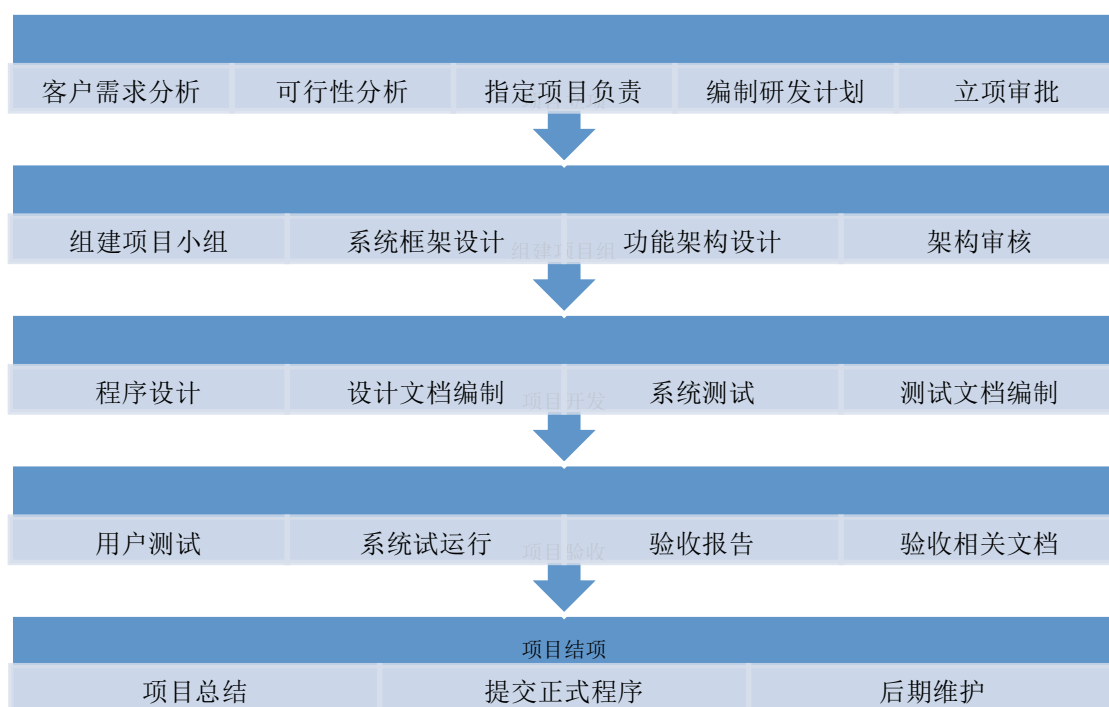 客户需求分析 可行性分析 指定项目负责 编制研发计划 立项审批
组建项目小组 系统框架设计 功能架构设计 架构审核
组建项目组
程序设计 设计文档编制 系统测试 测试文档编制
项目开发
用户测试 系统试运行 验收报告 验收相关文档
项目验收
项目结项
项目总结 提交正式程序 后期维护